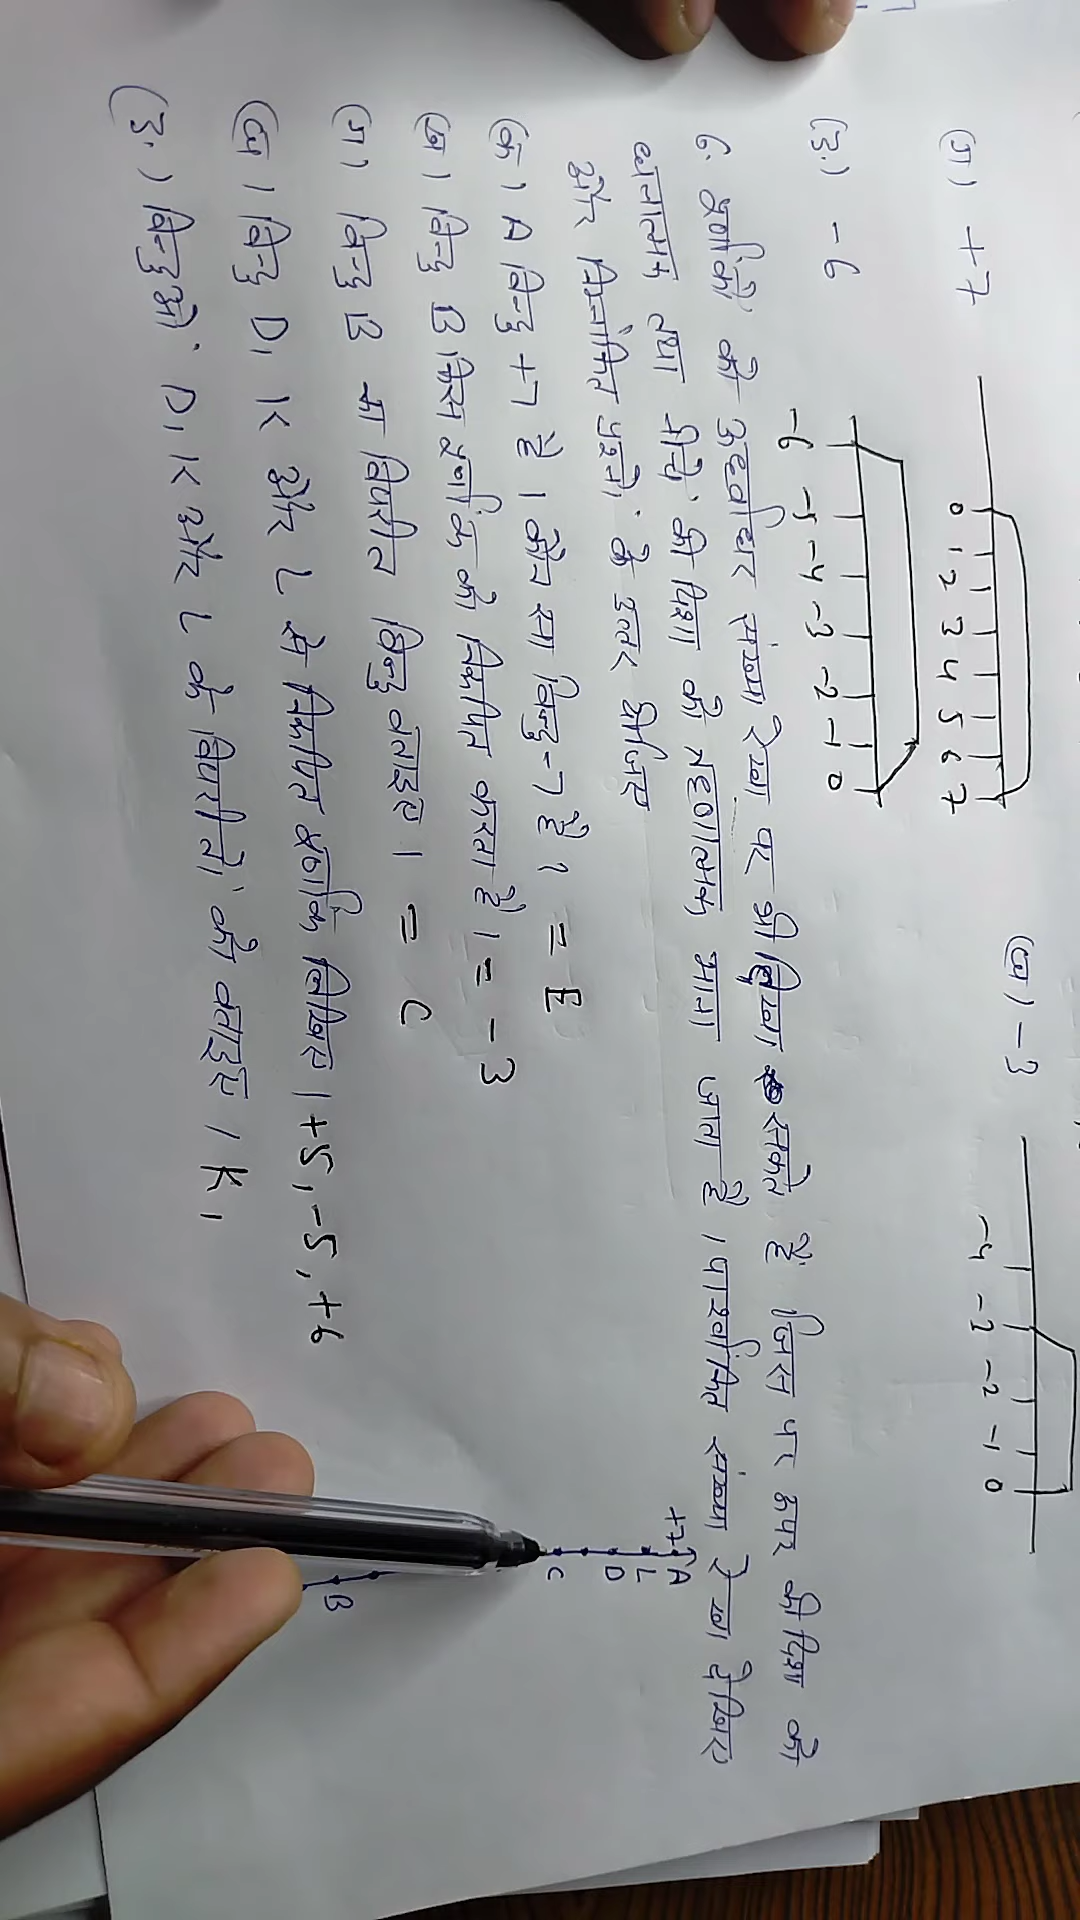 (ग) +7
0 1 2 3 4 5 6 7
(घ) -3
-4 -3 -2 -1 0
(ङ) -6
-6 -5 -4 -3 -2 -1 0
6. पूर्णांकों को ऊर्ध्वाधर संख्या रेखा पर भी लिखा सकते हैं जिस पर ऊपर की दिशा को
धनात्मक तथा नीचे की दिशा को ऋणात्मक माना जाता है। पार्श्वांकित संख्या रेखा देखिए
और निम्नांकित प्रश्नों के उत्तर दीजिए
(क) A बिन्दु +7 है। कौन सा बिन्दु -7 है? = E
(ख) बिन्दु B किस पूर्णांक को निरूपित करता है। = -3
(ग) बिन्दु B का विपरीत बिन्दु बताइए। = C
(घ) बिन्दु D, K और L से निरूपित पूर्णांक लिखिए। +5, -5, +6
(ङ) बिन्दुओं D, K और L के विपरीतों को बताइए। K,
+7 A
L
D
C
B